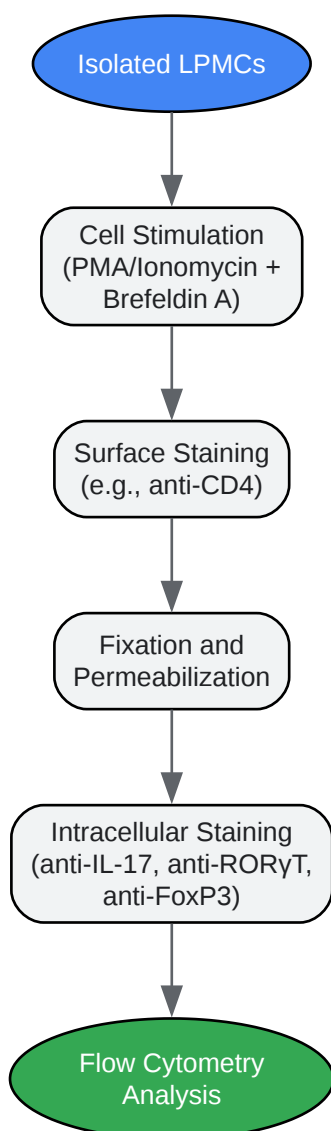 Isolated LPMCs
Cell Stimulation
(PMA/Ionomycin +
Brefeldin A)
Surface Staining
(e.g., anti-CD4)
Fixation and
Permeabilization
Intracellular Staining
(anti-IL-17, anti-RORγT,
anti-FoxP3)
Flow Cytometry
Analysis